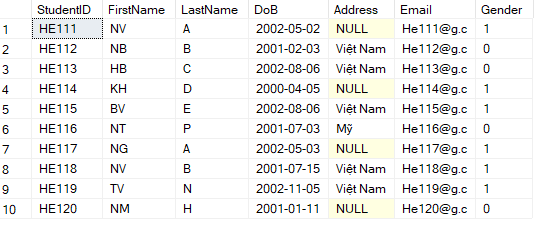 StudentID FirstName LastName DoB Address Email Gender
1 HE111 NV A 2002-05-02 NULL He111@g.c 1
2 HE112 NB B 2001-02-03 Việt Nam He112@g.c 0
3 HE113 HB C 2002-08-06 Việt Nam He113@g.c 0
4 HE114 KH D 2000-04-05 NULL He114@g.c 1
5 HE115 BV E 2002-08-06 Việt Nam He115@g.c 1
6 HE116 NT P 2001-07-03 Mỹ He116@g.c 0
7 HE117 NG A 2002-05-03 NULL He117@g.c 1
8 HE118 NV B 2001-07-15 Việt Nam He118@g.c 1
9 HE119 TV N 2002-11-05 Việt Nam He119@g.c 1
10 HE120 NM H 2001-01-11 NULL He120@g.c 0